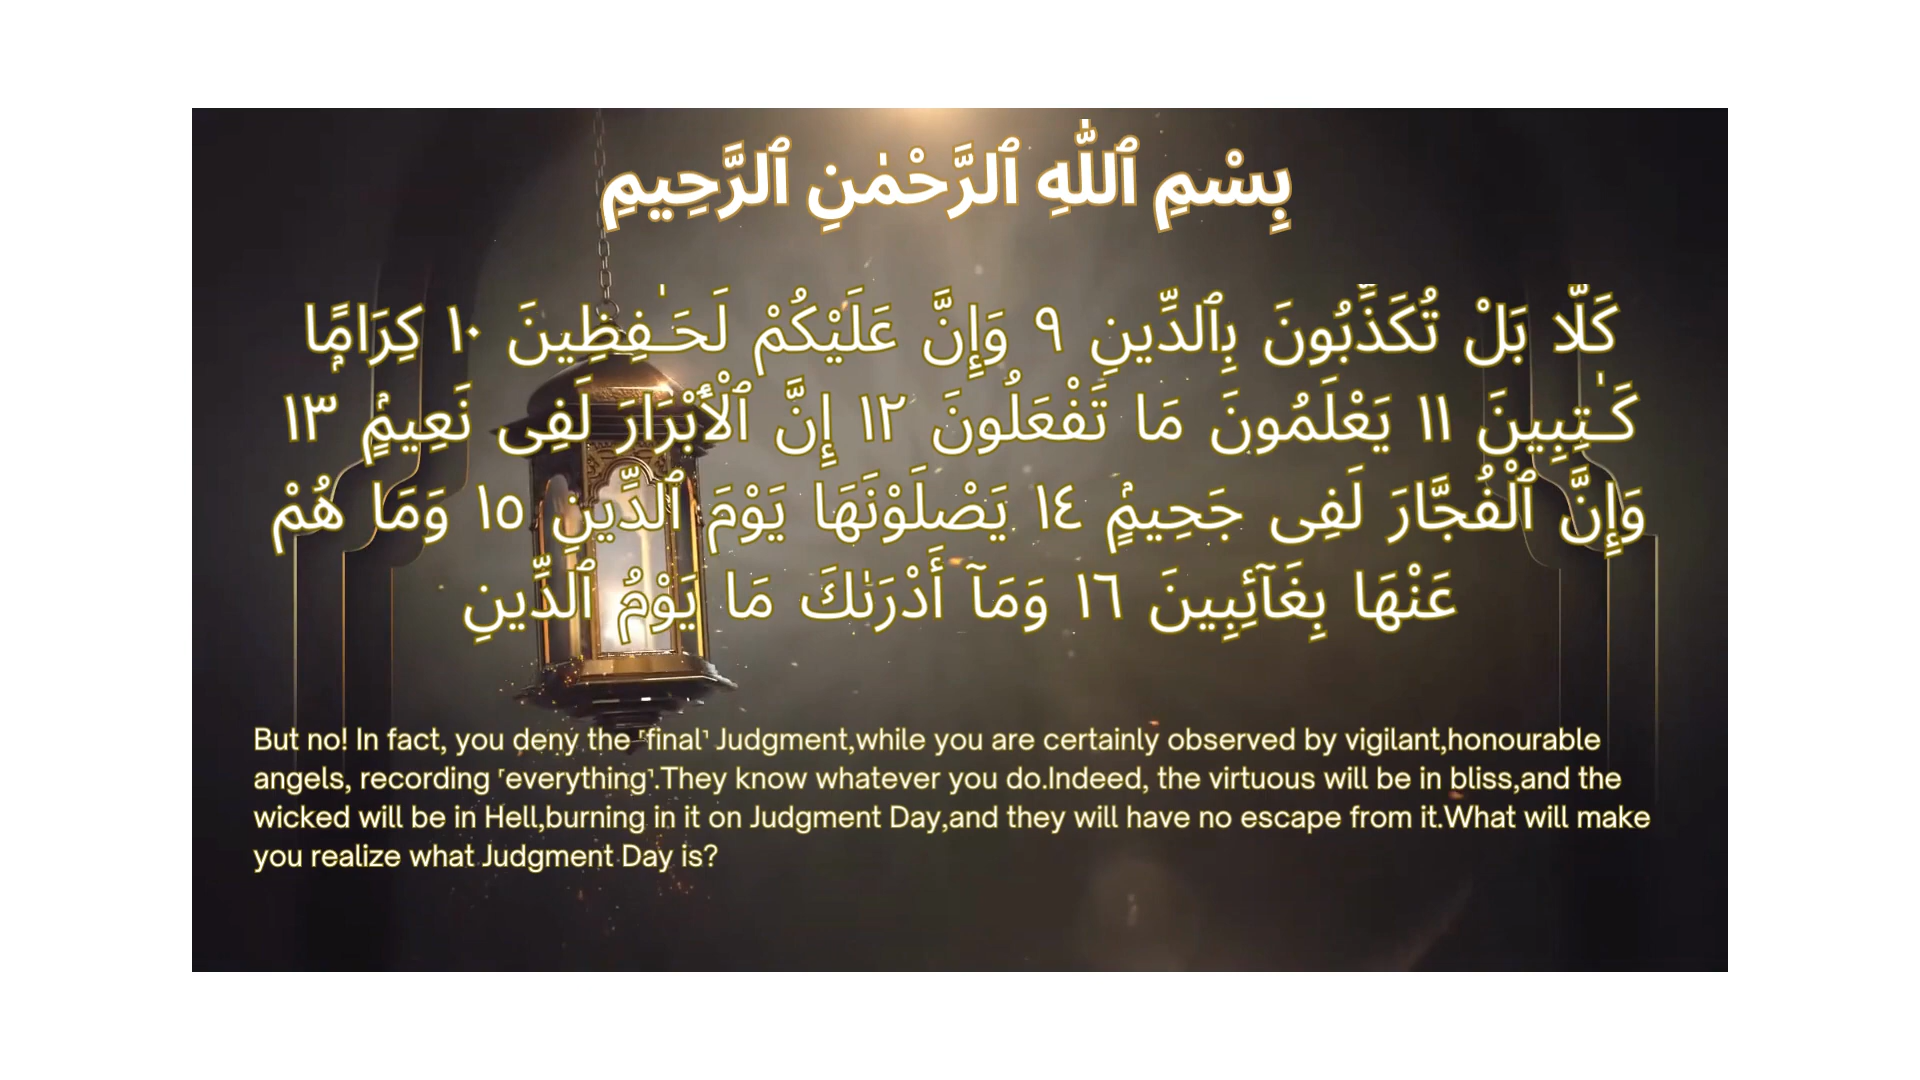 بِسْمِ ٱللَّهِ ٱلرَّحْمَٰنِ ٱلرَّحِيمِ
كَلَّا بَلْ تُكَذِّبُونَ بِٱلدِّينِ ٩ وَإِنَّ عَلَيْكُمْ لَحَـٰفِظِينَ ١٠ كِرَامًۭا
كَـٰتِبِينَ ١١ يَعْلَمُونَ مَا تَفْعَلُونَ ١٢ إِنَّ ٱلْأَبْرَارَ لَفِى نَعِيمٍۢ ١٣
وَإِنَّ ٱلْفُجَّارَ لَفِى جَحِيمٍۢ ١٤ يَصْلَوْنَهَا يَوْمَ ٱلدِّينِ ١٥ وَمَا هُمْ
عَنْهَا بِغَآئِبِينَ ١٦ وَمَآ أَدْرَىٰكَ مَا يَوْمُ ٱلدِّينِ
But no! In fact, you deny the ˹final˺ Judgment,while you are certainly observed by vigilant,honourable
angels, recording ˹everything˺.They know whatever you do.Indeed, the virtuous will be in bliss,and the
wicked will be in Hell,burning in it on Judgment Day,and they will have no escape from it.What will make
you realize what Judgment Day is?